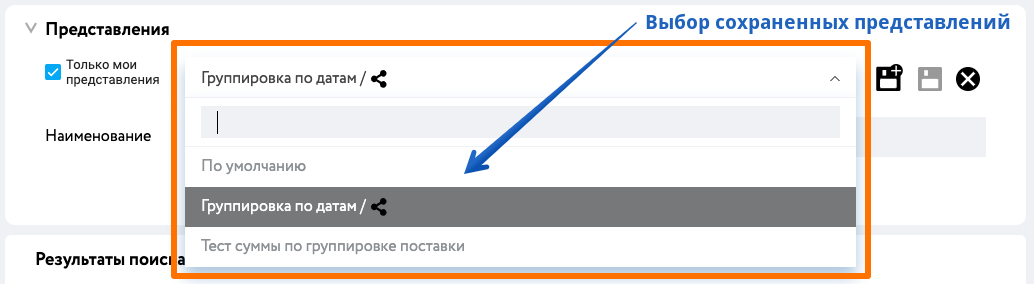 Выбор сохраненных представлений
Представления
Только мои
представления
Группировка по датам /
Наименование
По умолчанию
Группировка по датам /
Тест суммы по группировке поставки
Результаты поиска